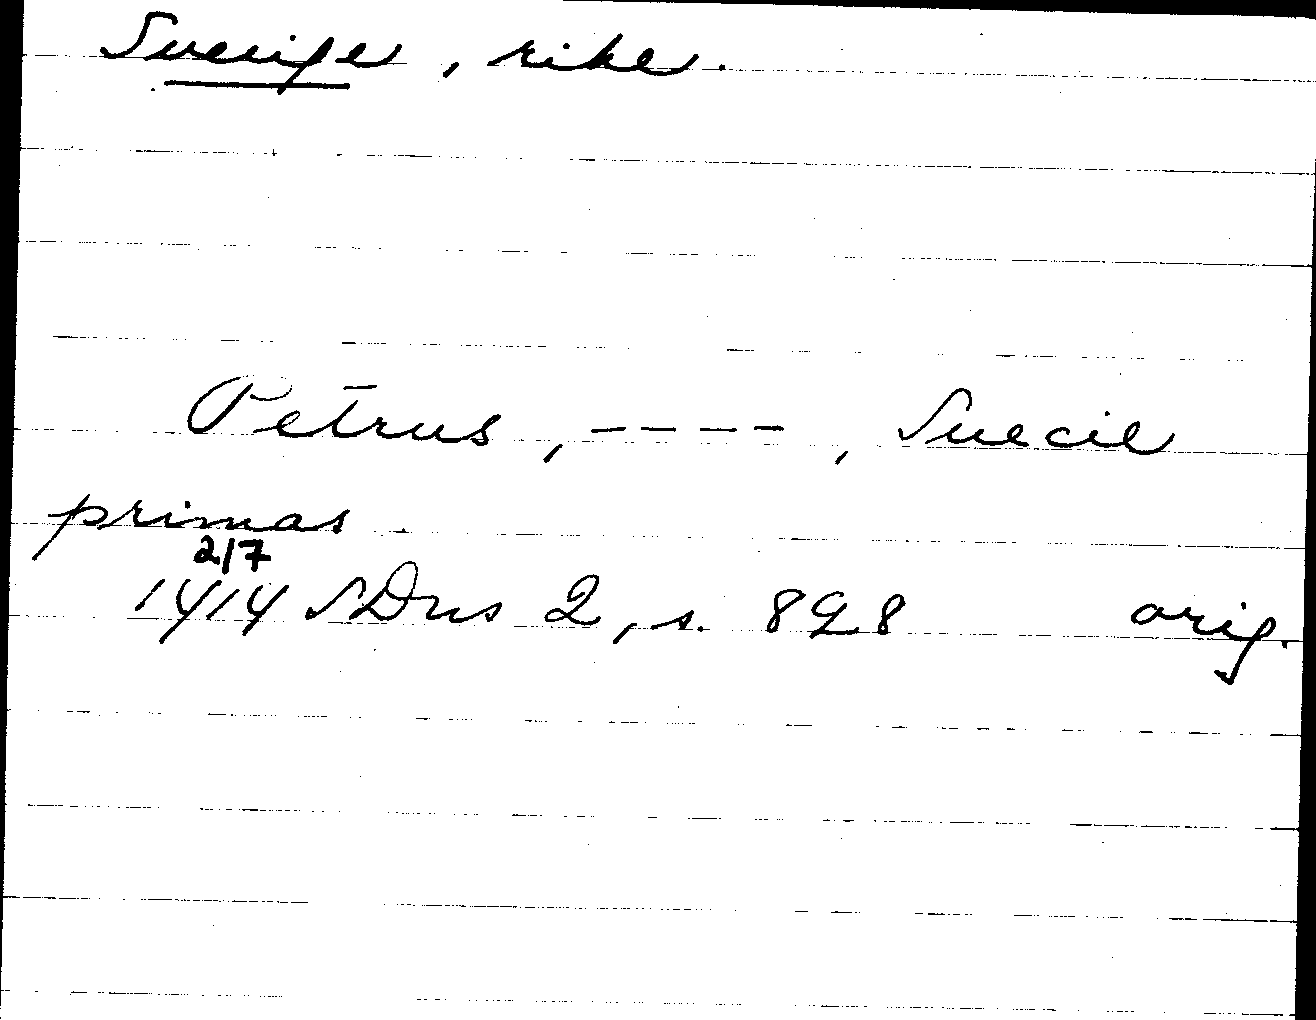 Sverige, rike.
Petrus, ----, Suecie
primas
2/7
1414 SDns 2, s. 828 orig.